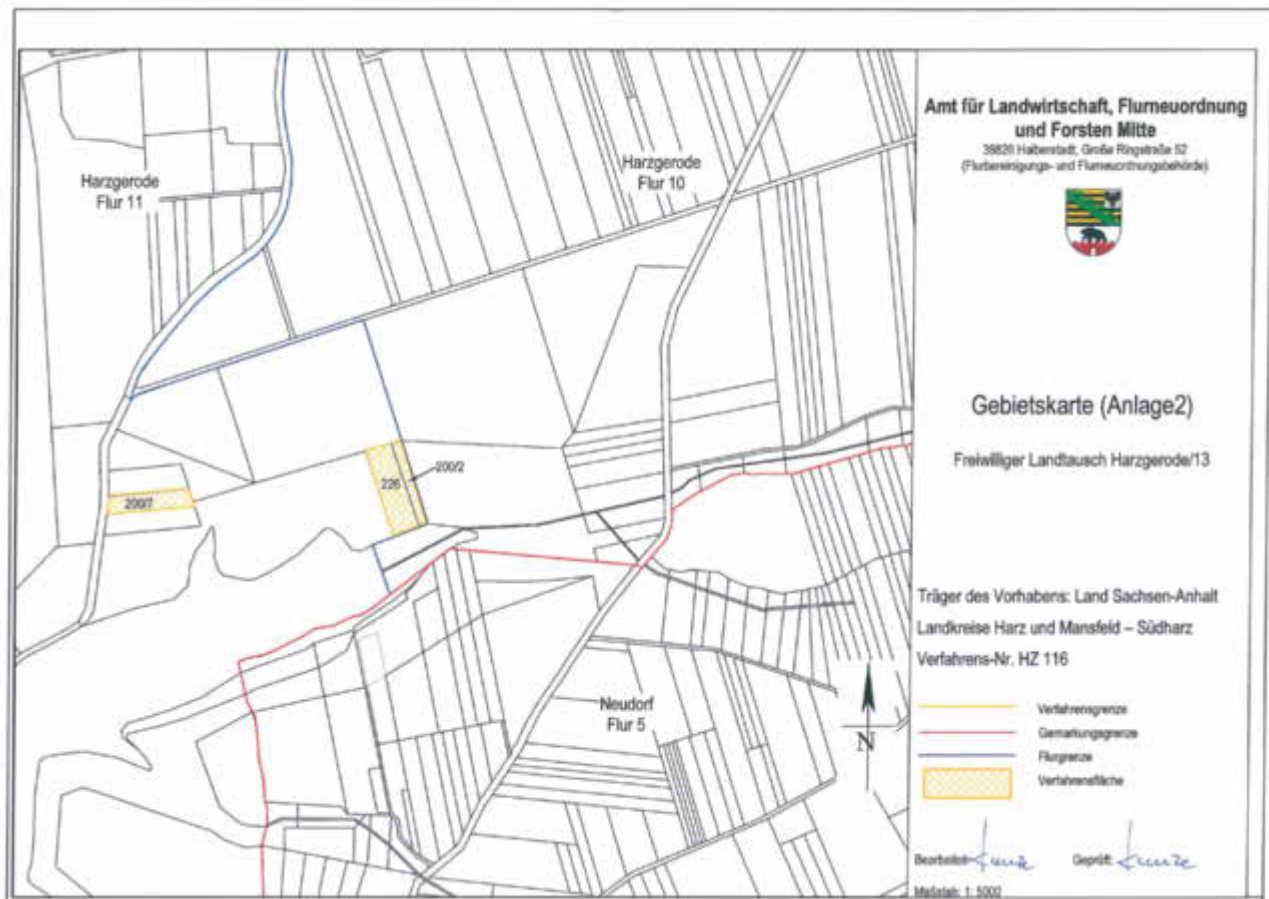 Harzgerode
Flur 11
Harzgerode
Flur 10
200/2
226
200/7
Neudorf
Flur 5
N
Amt für Landwirtschaft, Flurneuordnung
und Forsten Mitte
39820 Halberstadt, Große Ringstraße 52
(Flurbereinigungs- und Flurneuordnungsbehörde)
Gebietskarte (Anlage2)
Freiwilliger Landtausch Harzgerode/13
Träger des Vorhabens: Land Sachsen-Anhalt
Landkreise Harz und Mansfeld – Südharz
Verfahrens-Nr. HZ 116
Verfahrensgrenze
Gemarkungsgrenze
Flurgrenze
Verfahrensfläche
Bearbeitet: Kunze Geprüft: Kunze
Maßstab: 1: 5000